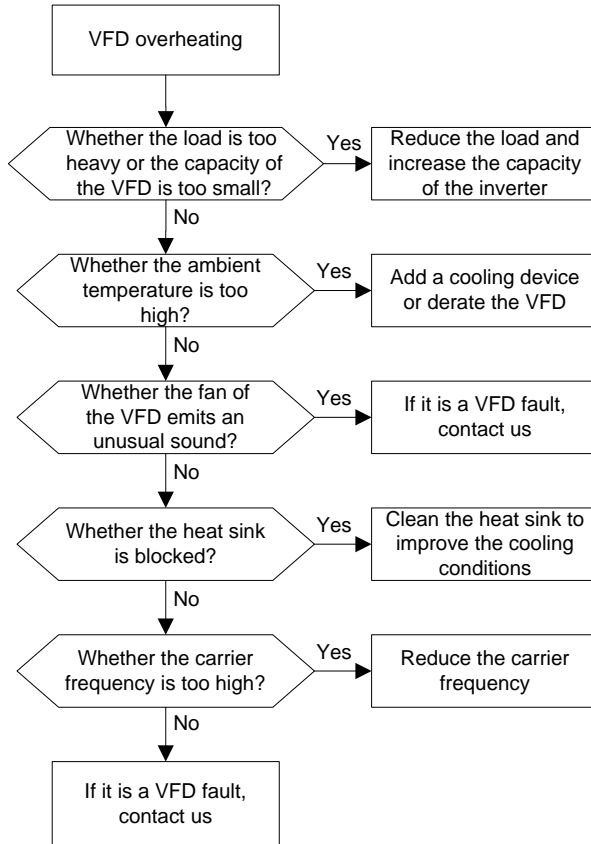 VFD overheating
Whether the load is too
heavy or the capacity of
the VFD is too small?
Yes
Reduce the load and
increase the capacity
of the inverter
No
Whether the ambient
temperature is too
high?
Yes
Add a cooling device
or derate the VFD
No
Whether the fan of
the VFD emits an
unusual sound?
Yes
If it is a VFD fault,
contact us
No
Whether the heat sink
is blocked?
Yes
Clean the heat sink to
improve the cooling
conditions
No
Whether the carrier
frequency is too high?
Yes
Reduce the carrier
frequency
No
If it is a VFD fault,
contact us